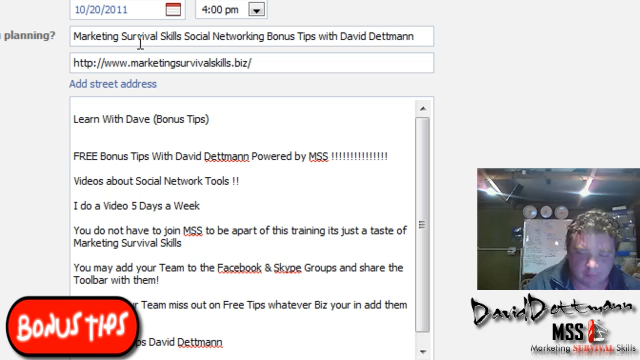 10/20/2011 4:00 pm
planning? Marketing Survival Skills Social Networking Bonus Tips with David Dettmann
http://www.marketingsurvivalskills.biz/
Add street address
Learn With Dave (Bonus Tips)
FREE Bonus Tips With David Dettmann Powered by MSS !!!!!!!!!!!!!!!
Videos about Social Network Tools !!
I do a Video 5 Days a Week
You do not have to join MSS to be apart of this training its just a taste of
Marketing Survival Skills
You may add your Team to the Facebook & Skype Groups and share the
Toolbar with them!
our Team miss out on Free Tips whatever Biz your in add them
ps David Dettmann
BONUS TIPS
David Dettmann
MSS
Marketing SURVIVAL Skills